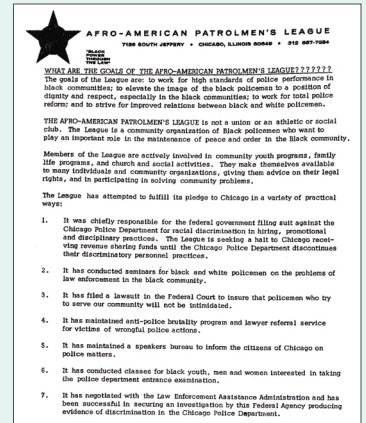 AFRO-AMERICAN PATROLMEN'S LEAGUE
7126 SOUTH JEFFERY • CHICAGO, ILLINOIS 60649 • 312 667-7384
"BLACK
POWER
THROUGH
THE LAW"
WHAT ARE THE GOALS OF THE AFRO-AMERICAN PATROLMEN'S LEAGUE???????
The goals of the League are: to work for high standards of police performance in
black communities; to elevate the image of the black policeman to a position of
dignity and respect, especially in the black communities; to work for total police
reform; and to strive for improved relations between black and white policemen.
THE AFRO-AMERICAN PATROLMEN'S LEAGUE is not a union or an athletic or social
club. The League is a community organization of Black policemen who want to
play an important role in the maintenance of peace and order in the Black community.
Members of the League are actively involved in community youth programs, family
life programs, and church and social activities. They make themselves available
to many individuals and community organizations, giving them advice on their legal
rights, and in participating in solving community problems.
The League has attempted to fulfill its pledge to Chicago in a variety of practical
ways:
1. It was chiefly responsible for the federal government filing suit against the
Chicago Police Department for racial discrimination in hiring, promotional
and disciplinary practices. The League is seeking a halt to Chicago recei-
ving revenue sharing funds until the Chicago Police Department discontinues
their discriminatory personnel practices.
2. It has conducted seminars for black and white policemen on the problems of
law enforcement in the black community.
3. It has filed a lawsuit in the Federal Court to insure that policemen who try
to serve our community will not be intimidated.
4. It has maintained anti-police brutality program and lawyer referral service
for victims of wrongful police actions.
5. It has maintained a speakers bureau to inform the citizens of Chicago on
police matters.
6. It has conducted classes for black youth, men and women interested in taking
the police department entrance examination.
7. It has negotiated with the Law Enforcement Assistance Administration and has
been successful in securing an investigation by this Federal Agency producing
evidence of discrimination in the Chicago Police Department.